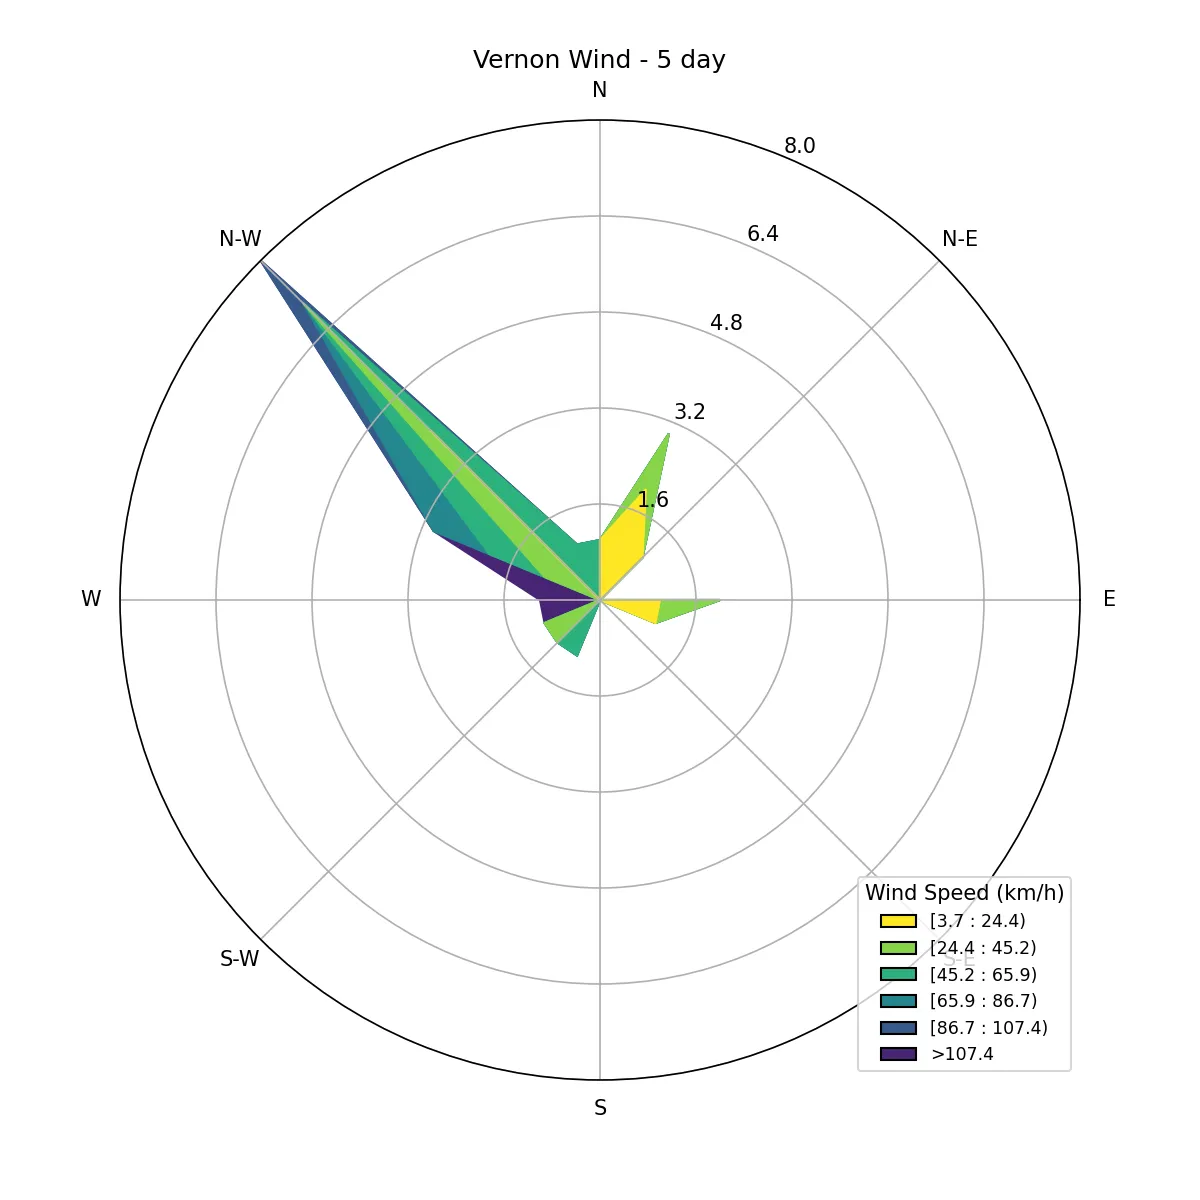 Vernon Wind - 5 day
N
8.0
6.4
N-W
N-E
4.8
3.2
1.6
W
E
S-W
S-E
S
Wind Speed (km/h)
[3.7 : 24.4)
[24.4 : 45.2)
[45.2 : 65.9)
[65.9 : 86.7)
[86.7 : 107.4)
>107.4